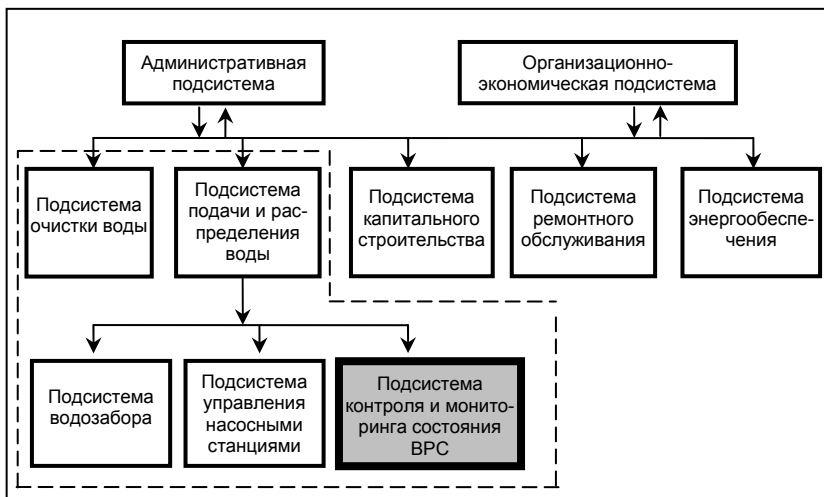 Административная
подсистема
Организационно-
экономическая подсистема
Подсистема
очистки воды
Подсистема
подачи и рас-
пределения
воды
Подсистема
капитального
строительства
Подсистема
ремонтного
обслуживания
Подсистема
энергообеспе-
чения
Подсистема
водозабора
Подсистема
управления
насосными
станциями
Подсистема
контроля и монито-
ринга состояния
ВРС